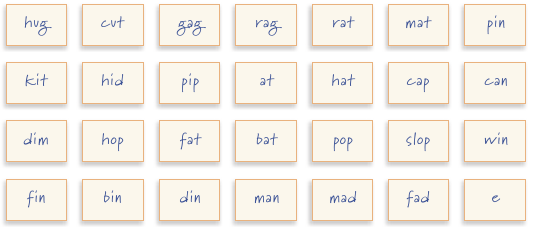 hug cut gag rag rat mat pin
kit hid pip at hat cap can
dim hop fat bat pop slop win
fin bin din man mad fad e